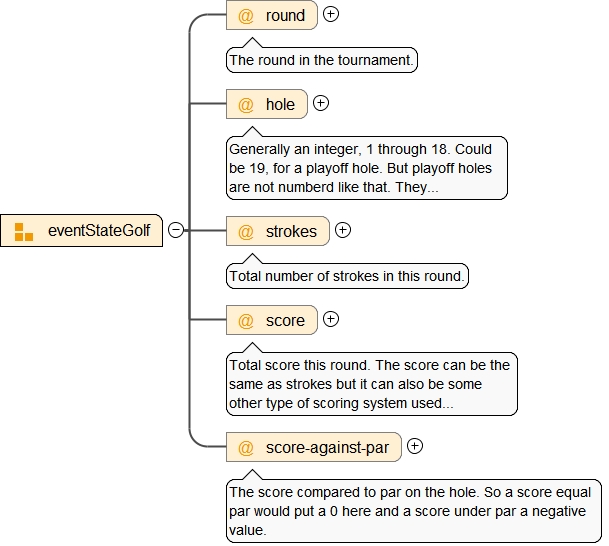 @ round
The round in the tournament.
@ hole
Generally an integer, 1 through 18. Could
be 19, for a playoff hole. But playoff holes
are not numberd like that. They...
eventStateGolf
@ strokes
Total number of strokes in this round.
@ score
Total score this round. The score can be the
same as strokes but it can also be some
other type of scoring system used...
@ score-against-par
The score compared to par on the hole. So a score equal
par would put a 0 here and a score under par a negative
value.